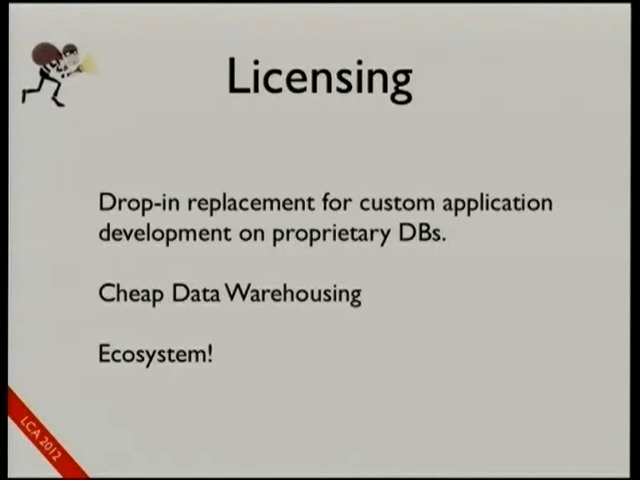 Licensing
Drop-in replacement for custom application
development on proprietary DBs.
Cheap Data Warehousing
Ecosystem!
LCA 2012